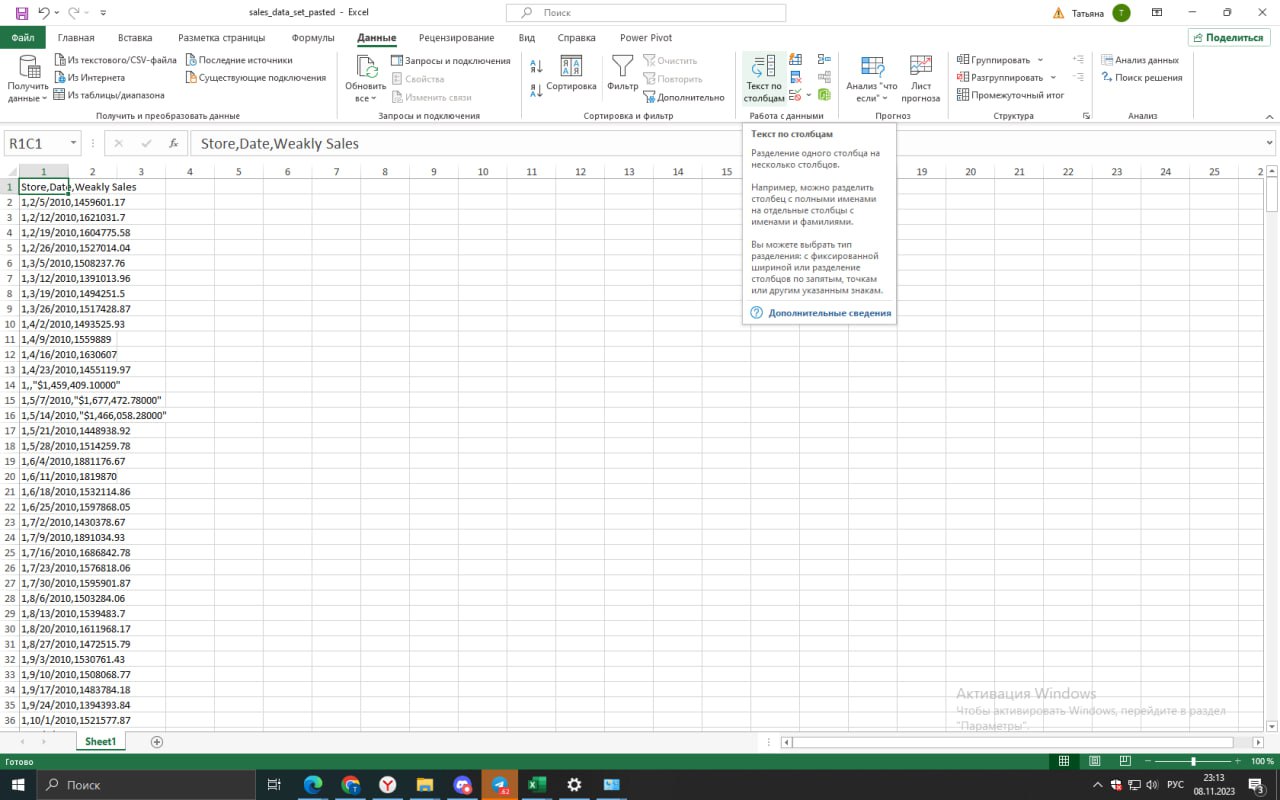 sales_data_set_pasted - Excel
Поиск
Татьяна
Т
Файл
Главная
Вставка
Разметка страницы
Формулы
Данные
Рецензирование
Вид
Справка
Power Pivot
Поделиться
Получить данные
Из текстового/CSV-файла
Из Интернета
Из таблицы/диапазона
Последние источники
Существующие подключения
Получить и преобразовать данные
Обновить все
Запросы и подключения
Свойства
Изменить связи
Запросы и подключения
Сортировка
Фильтр
Очистить
Повторить
Дополнительно
Сортировка и фильтр
Текст по столбцам
Работа с данными
Анализ "что если"
Лист прогноза
Прогноз
Группировать
Разгруппировать
Промежуточный итог
Структура
Анализ данных
Поиск решения
Анализ
R1C1
fx
Store,Date,Weakly Sales
Текст по столбцам
Разделение одного столбца на
несколько столбцов.
Например, можно разделить
столбец с полными именами
на отдельные столбцы с
именами и фамилиями.
Вы можете выбрать тип
разделения: с фиксированной
шириной или разделение
столбцов по запятым, точкам
или другим указанным знакам.
Дополнительные сведения
1 2 3 4 5 6 7 8 9 10 11 12 13 14 15 19 20 21 22 23 24 25 2
1 Store,Date,Weakly Sales
2 1,2/5/2010,1459601.17
3 1,2/12/2010,1621031.7
4 1,2/19/2010,1604775.58
5 1,2/26/2010,1527014.04
6 1,3/5/2010,1508237.76
7 1,3/12/2010,1391013.96
8 1,3/19/2010,1494251.5
9 1,3/26/2010,1517428.87
10 1,4/2/2010,1493525.93
11 1,4/9/2010,1559889
12 1,4/16/2010,1630607
13 1,4/23/2010,1455119.97
14 1,,"$1,459,409.10000"
15 1,5/7/2010,"$1,677,472.78000"
16 1,5/14/2010,"$1,466,058.28000"
17 1,5/21/2010,1448938.92
18 1,5/28/2010,1514259.78
19 1,6/4/2010,1881176.67
20 1,6/11/2010,1819870
21 1,6/18/2010,1532114.86
22 1,6/25/2010,1597868.05
23 1,7/2/2010,1430378.67
24 1,7/9/2010,1891034.93
25 1,7/16/2010,1686842.78
26 1,7/23/2010,1576818.06
27 1,7/30/2010,1595901.87
28 1,8/6/2010,1503284.06
29 1,8/13/2010,1539483.7
30 1,8/20/2010,1611968.17
31 1,8/27/2010,1472515.79
32 1,9/3/2010,1530761.43
33 1,9/10/2010,1508068.77
34 1,9/17/2010,1483784.18
35 1,9/24/2010,1394393.84
36 1,10/1/2010,1521577.87
Активация Windows
Чтобы активировать Windows, перейдите в раздел
"Параметры".
Sheet1
Готово
100 %
Поиск
РУС
23:13
08.11.2023
3